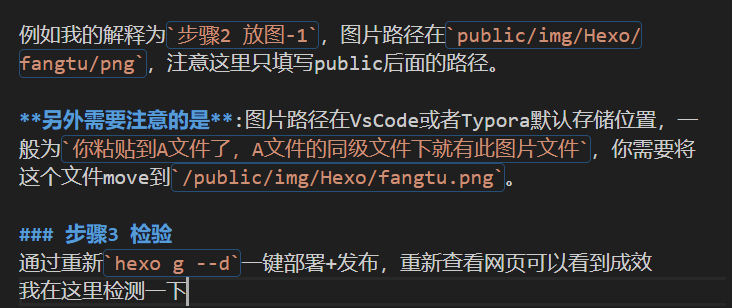 例如我的解释为`步骤2 放图-1`，图片路径在`public/img/Hexo/
fangtu/png`，注意这里只填写public后面的路径。
**另外需要注意的是**:图片路径在VsCode或者Typora默认存储位置，一
般为`你粘贴到A文件了，A文件的同级文件下就有此图片文件`，你需要将
这个文件move到`/public/img/Hexo/fangtu.png`。
### 步骤3 检验
通过重新`hexo g --d`一键部署+发布，重新查看网页可以看到成效
我在这里检测一下